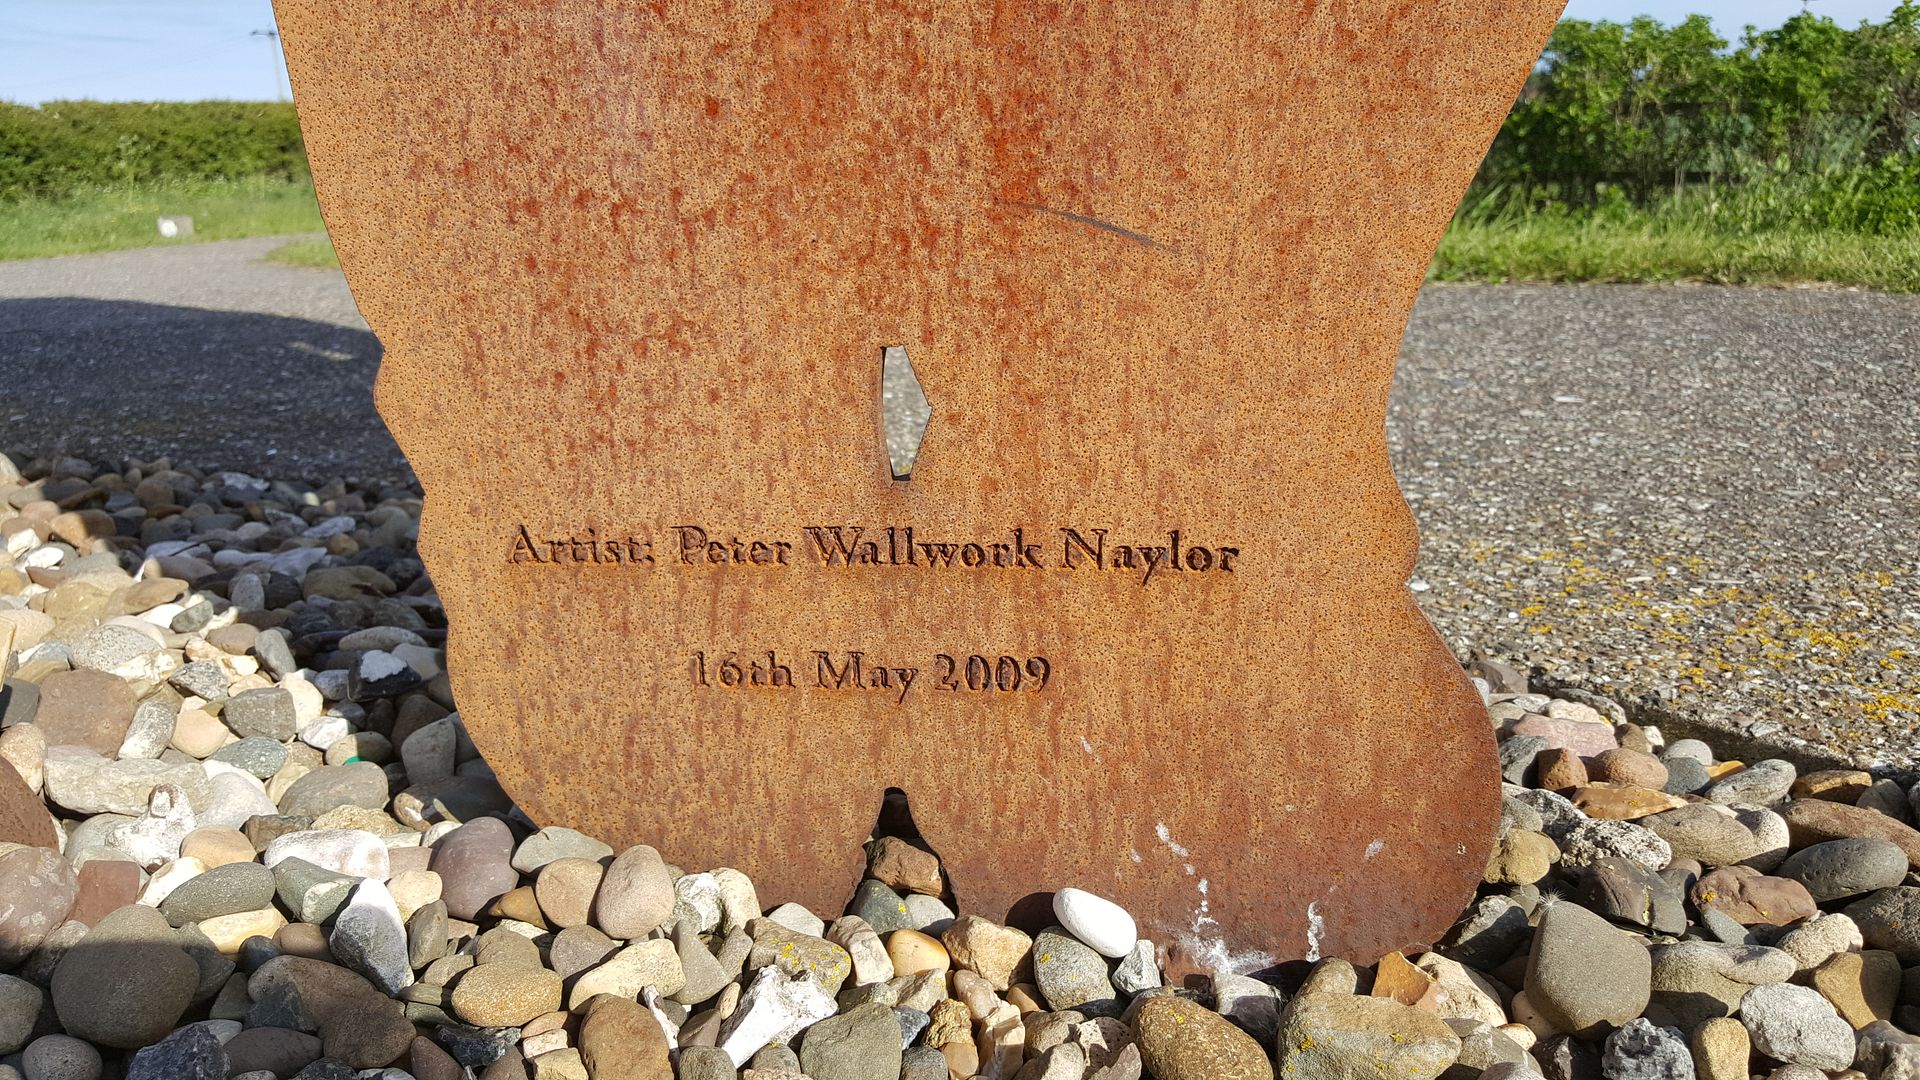 Artist: Peter Wallwork Naylor
16th May 2009